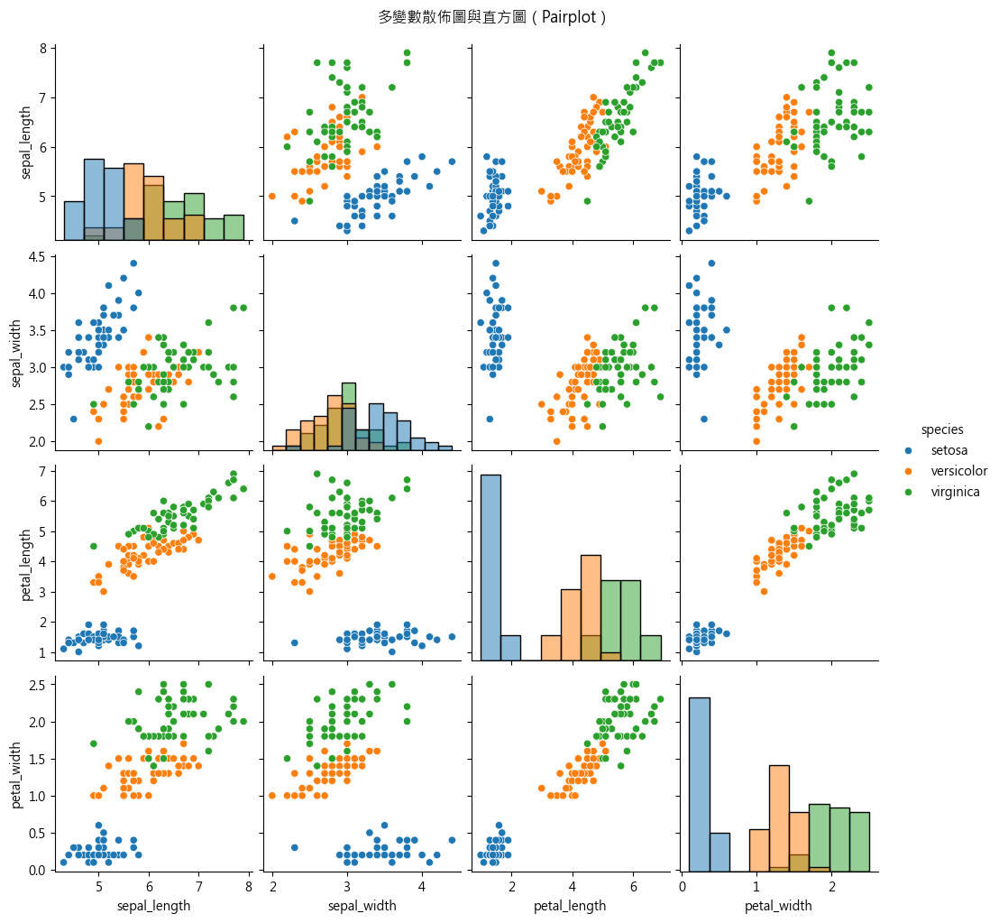 多變數散佈圖與直方圖（Pairplot）
8
7
6
5
sepal_length
4.5
4.0
3.5
3.0
2.5
2.0
sepal_width
species
setosa
versicolor
virginica
7
6
5
4
3
2
1
petal_length
2.5
2.0
1.5
1.0
0.5
0.0
petal_width
5 6 7 8
2 3 4
2 4 6
0 1 2
sepal_length
sepal_width
petal_length
petal_width